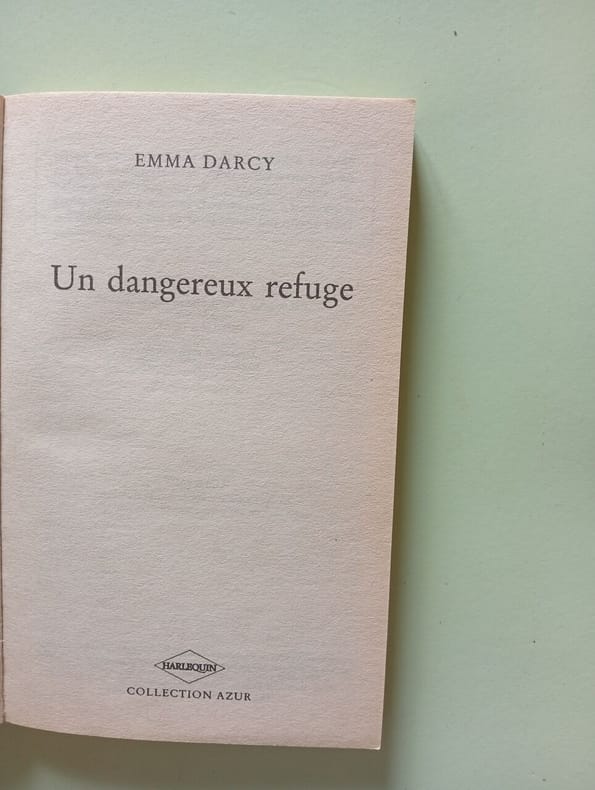 EMMA DARCY
Un dangereux refuge
HARLEQUIN
COLLECTION AZUR